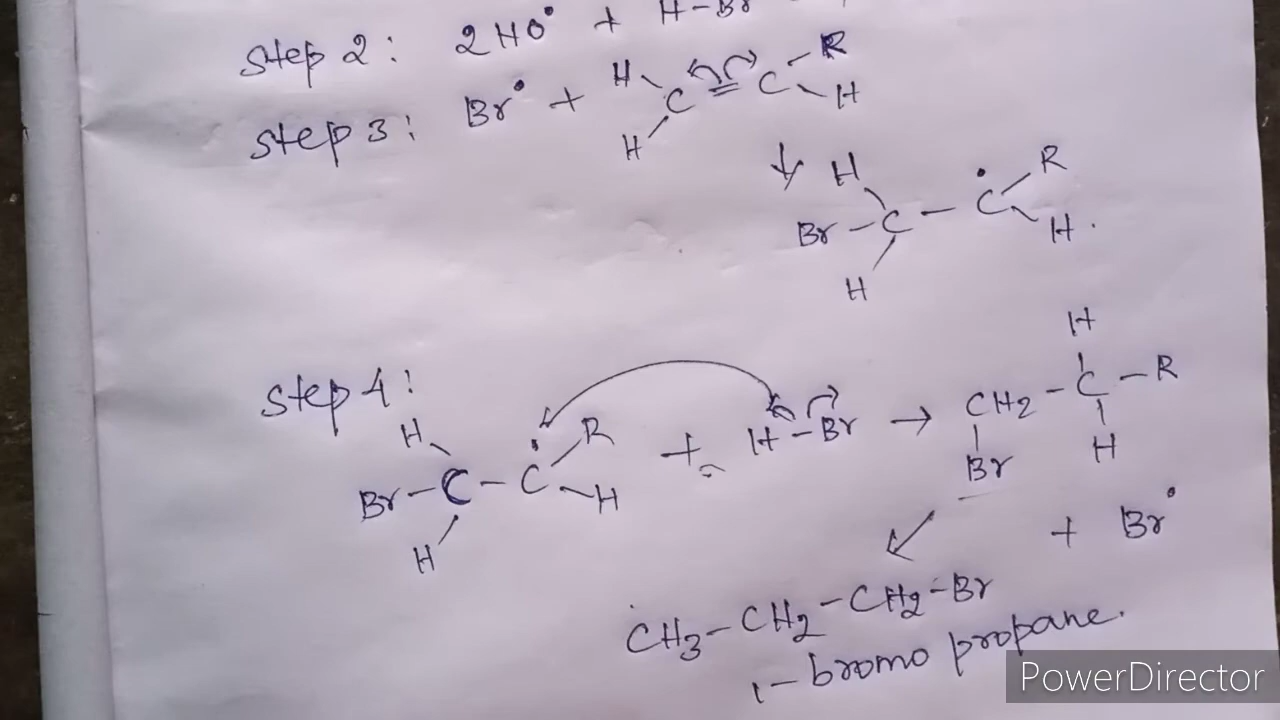 Step 2: 2HO• + H-Br
Step 3: Br• + H H C = C R H
↓
H Br - C - C• R H H .
Step 4:
H Br - C - C• R H H + H - Br → CH2 - C - R H H Br
+ Br•
CH3 - CH2 - CH2 - Br
1 - bromo propane.
PowerDirector